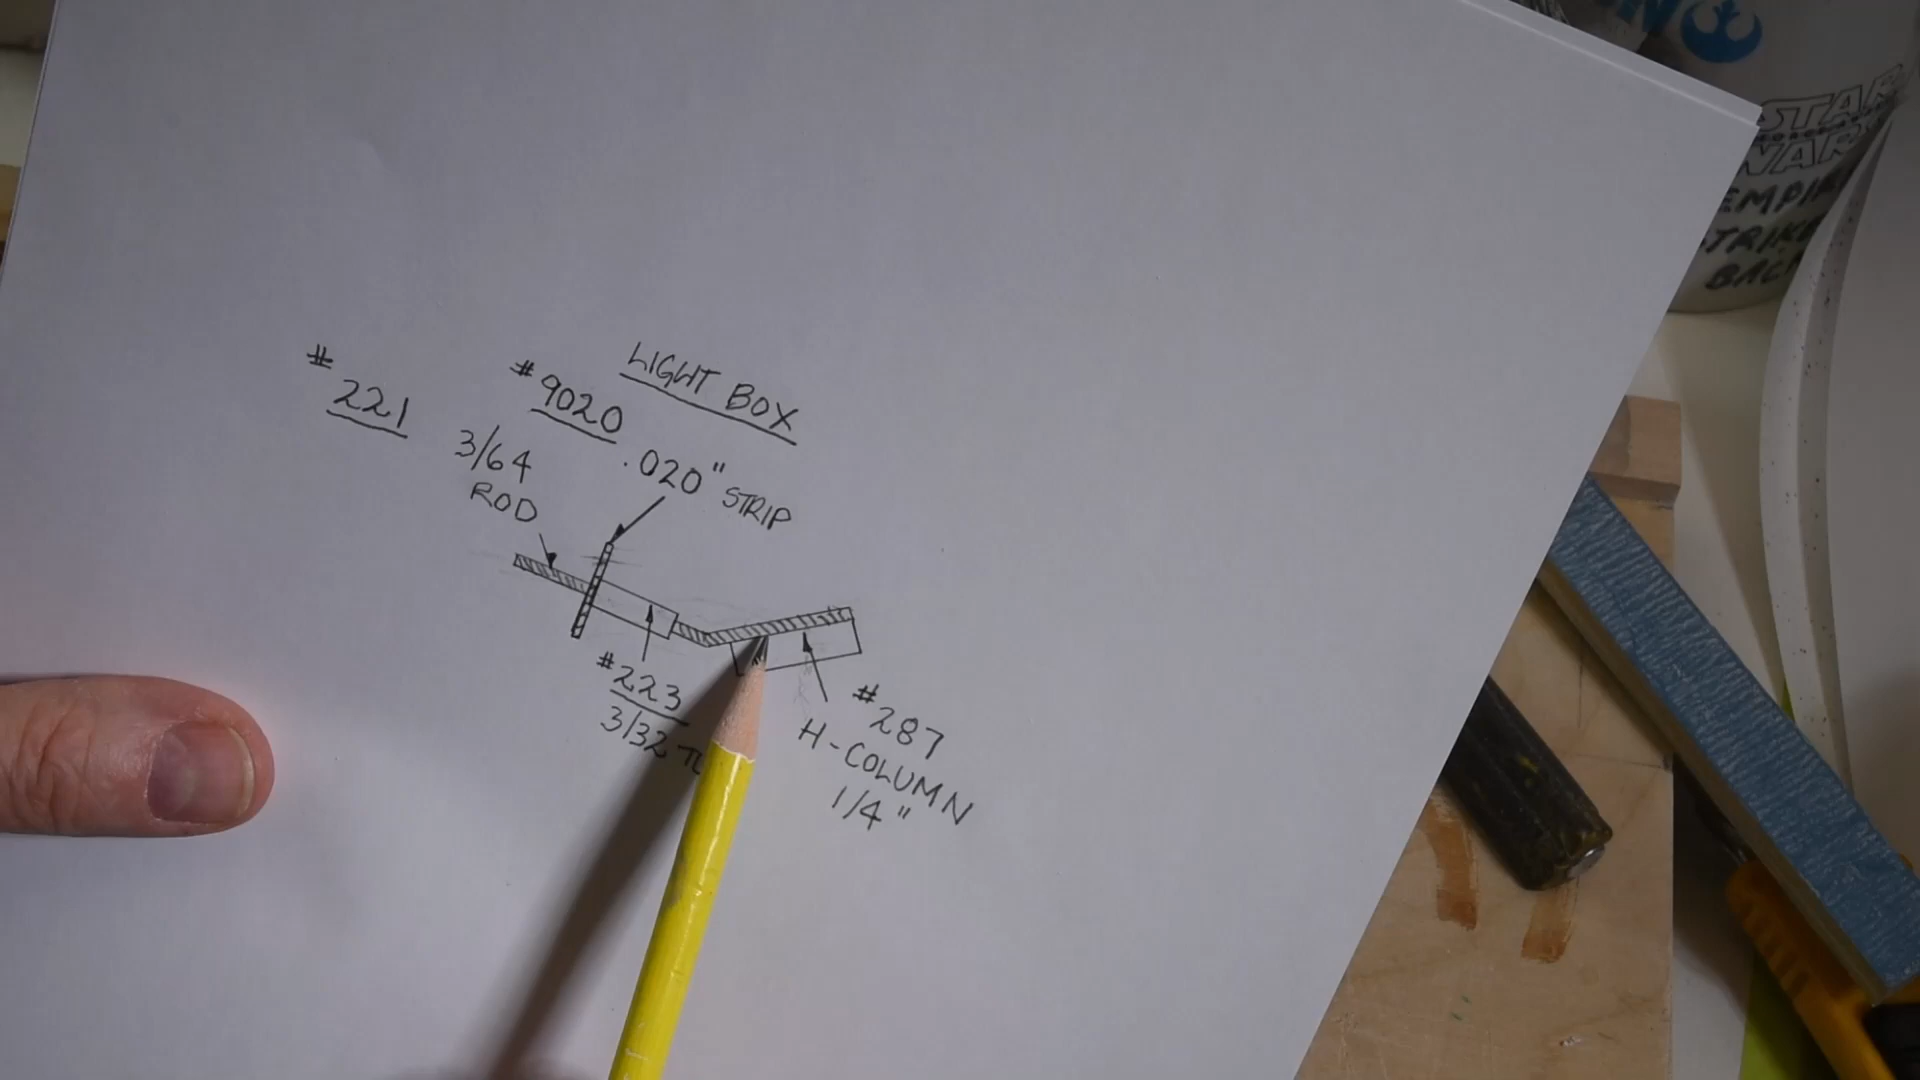 LIGHT BOX
#
221
#9020
3/64
ROD
.020" STRIP
#223
3/32
#287
H-COLUMN
1/4"
STAR
WARS
EMPIRE
STRIKES
BACK